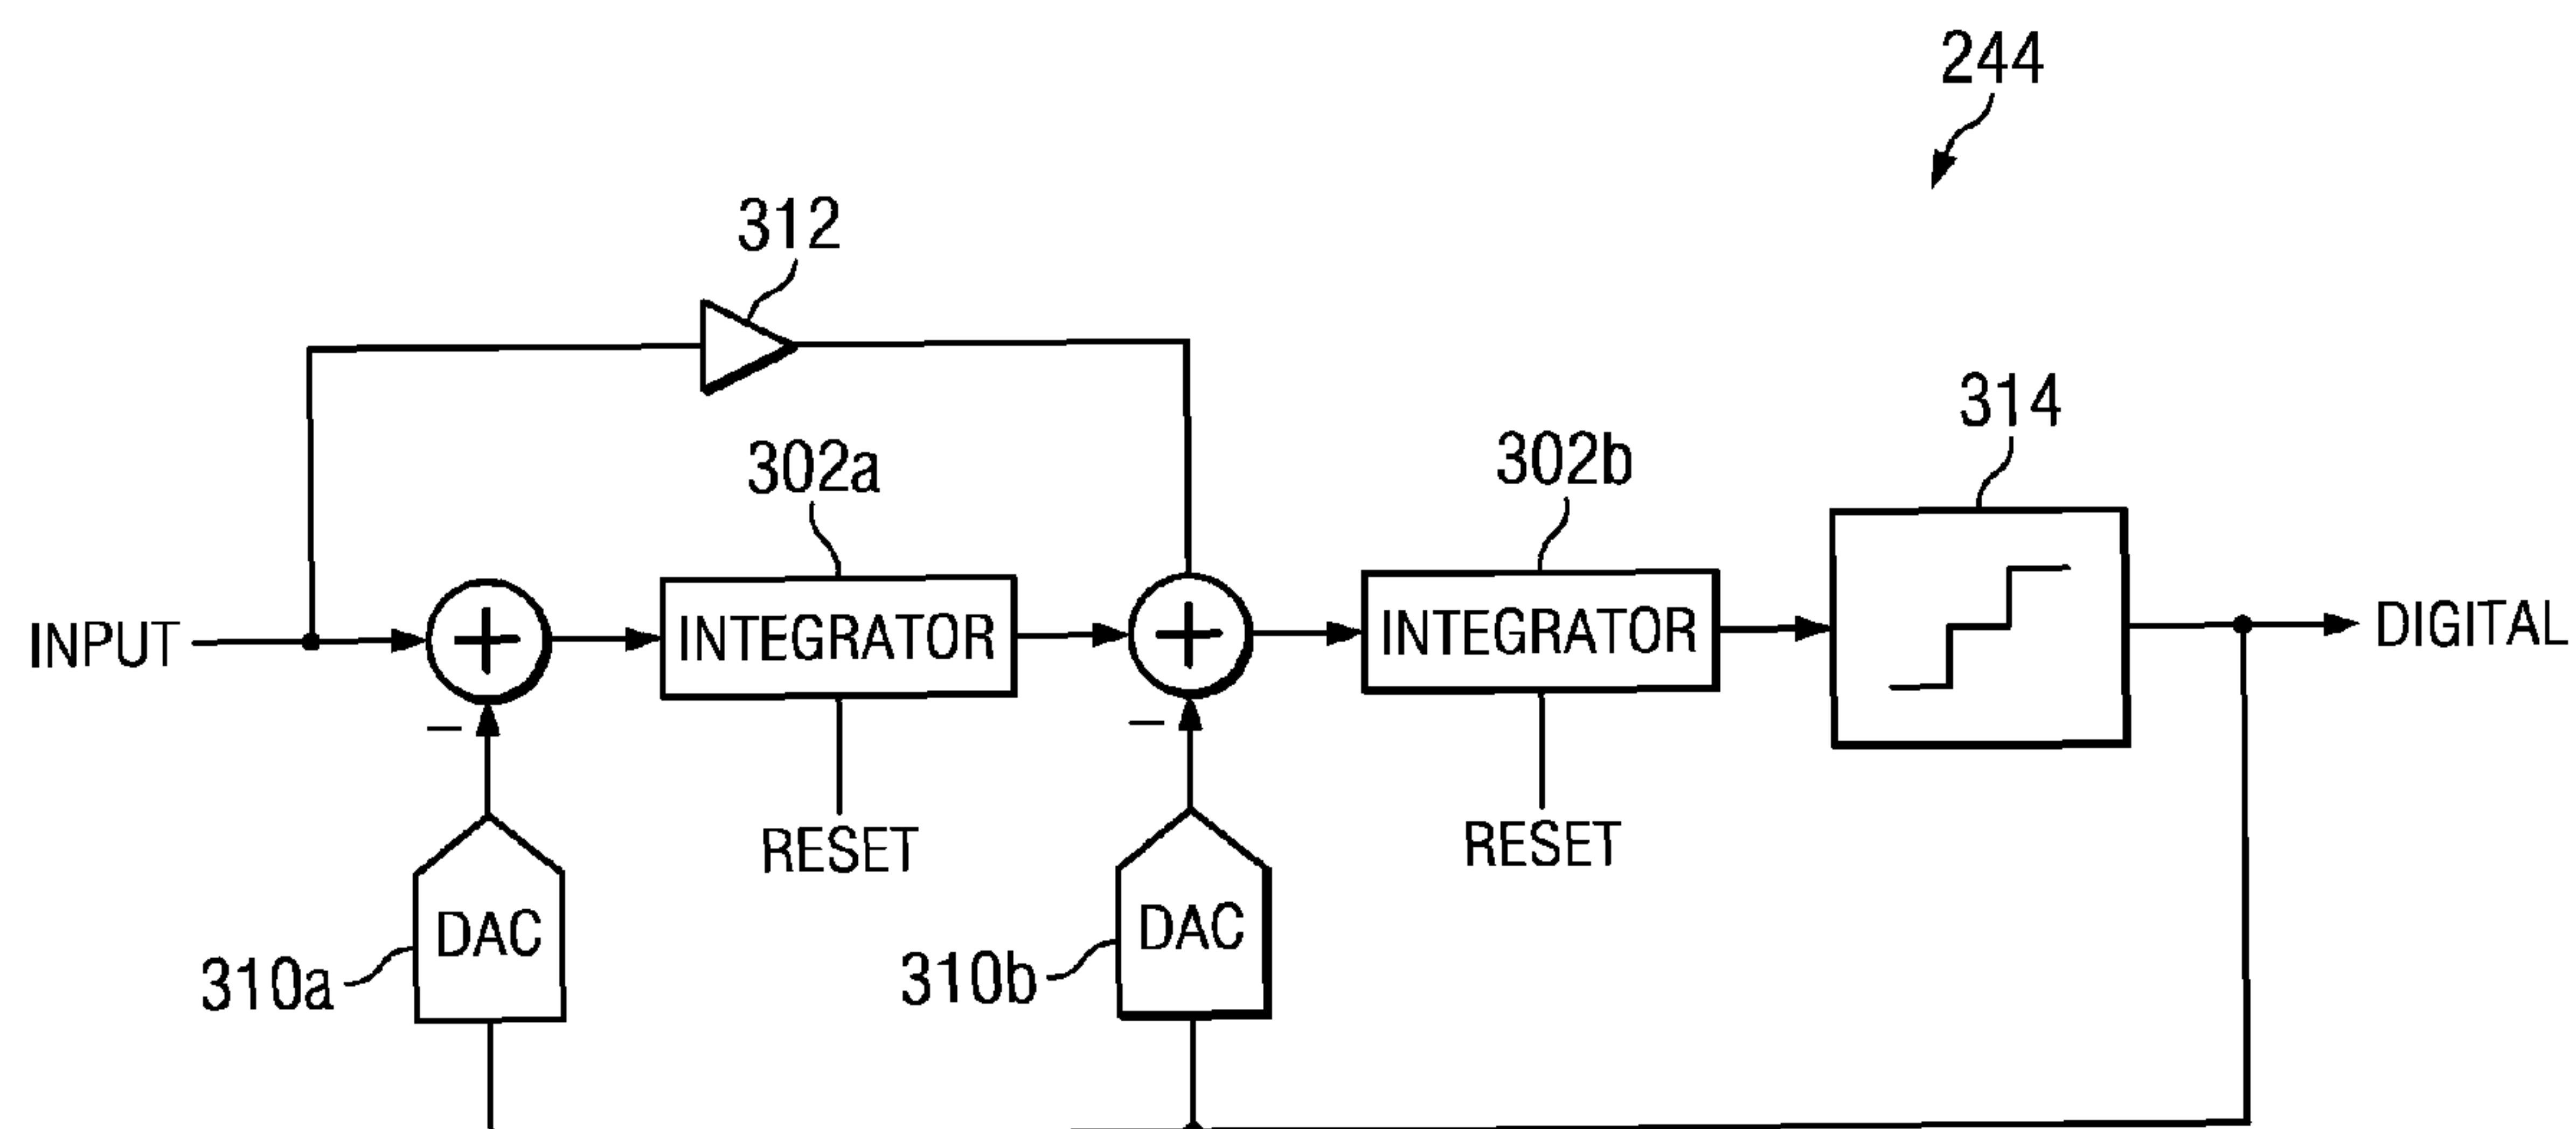 244
312
314
302a
302b
INPUT
+
INTEGRATOR
+
INTEGRATOR
DIGITAL
−
−
RESET
RESET
DAC
DAC
310a
310b